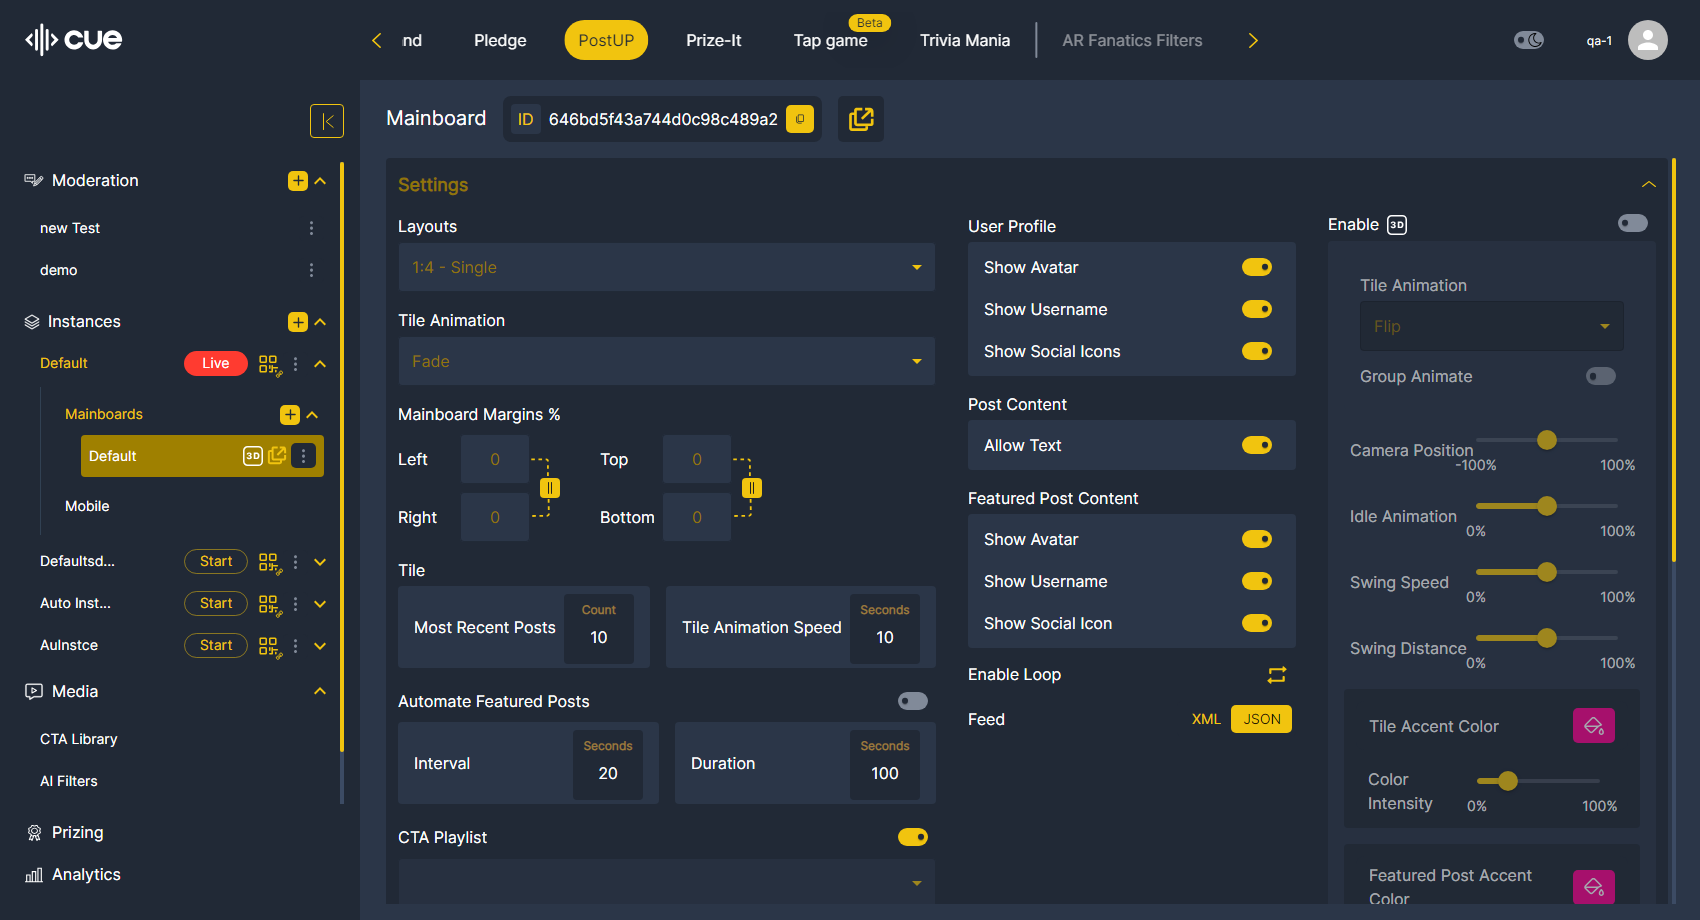 cue
nd
Pledge
PostUP
Prize-It
Tap game
Beta
Trivia Mania
AR Fanatics Filters
qa-1
Moderation
new Test
demo
Instances
Default
Live
Mainboards
Default
3D
Mobile
Defaultsd...
Start
Auto Inst...
Start
AuInstce
Start
Media
CTA Library
AI Filters
Prizing
Analytics
Mainboard
ID
646bd5f43a744d0c98c489a2
Settings
Layouts
1:4 - Single
Tile Animation
Fade
Mainboard Margins %
Left
0
Top
0
Right
0
Bottom
0
Tile
Most Recent Posts
Count
10
Tile Animation Speed
Seconds
10
Automate Featured Posts
Interval
Seconds
20
Duration
Seconds
100
CTA Playlist
User Profile
Show Avatar
Show Username
Show Social Icons
Post Content
Allow Text
Featured Post Content
Show Avatar
Show Username
Show Social Icon
Enable Loop
Feed
XML
JSON
Enable
3D
Tile Animation
Flip
Group Animate
Camera Position
-100%
100%
Idle Animation
0%
100%
Swing Speed
0%
100%
Swing Distance
0%
100%
Tile Accent Color
Color
Intensity
0%
100%
Featured Post Accent
Color